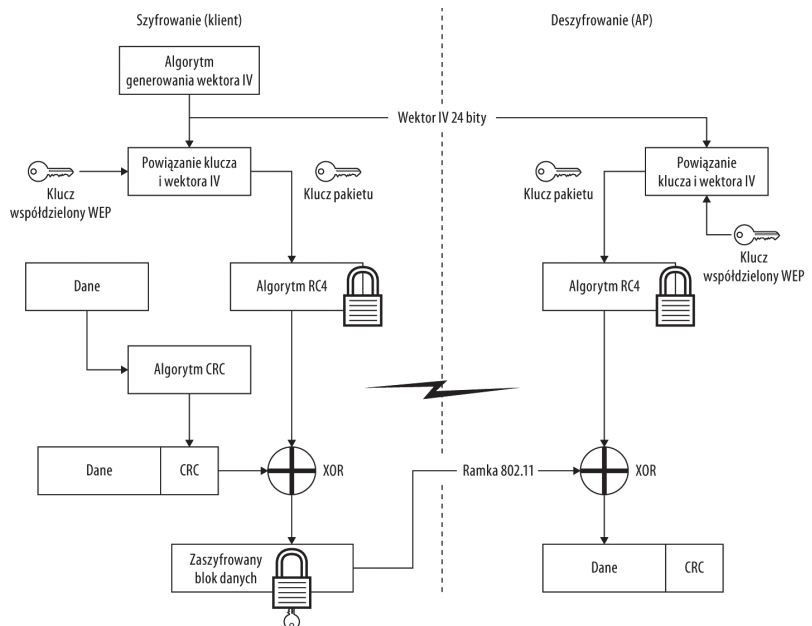 Szyfrowanie (klient)
Deszyfrowanie (AP)
Algorytm
generowania wektora IV
Wektor IV 24 bity
Klucz
współdzielony WEP
Powiązanie klucza
i wektora IV
Klucz pakietu
Klucz pakietu
Powiązanie
klucza i wektora IV
Klucz
współdzielony WEP
Dane
Algorytm RC4
Algorytm RC4
Algorytm CRC
Dane
CRC
XOR
Ramka 802.11
XOR
Zaszyfrowany
blok danych
Dane
CRC